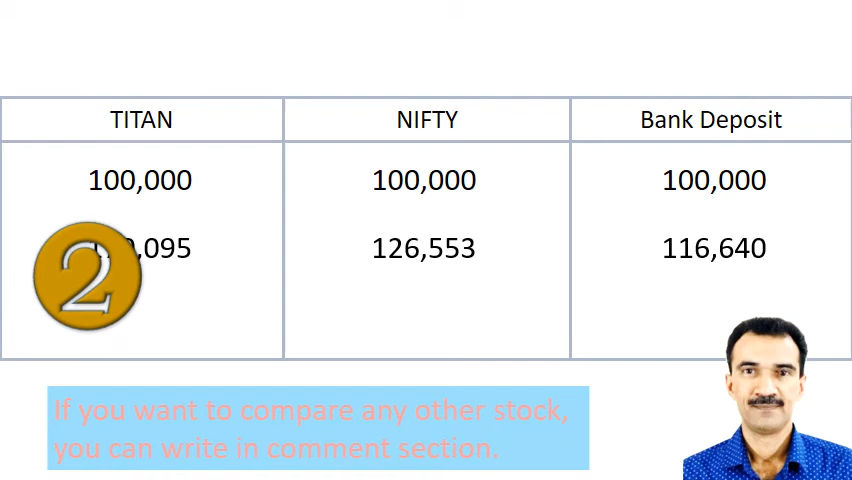 TITAN NIFTY Bank Deposit
100,000 100,000 100,000
126,553 116,640
2
If you want to compare any other stock,
you can write in comment section.